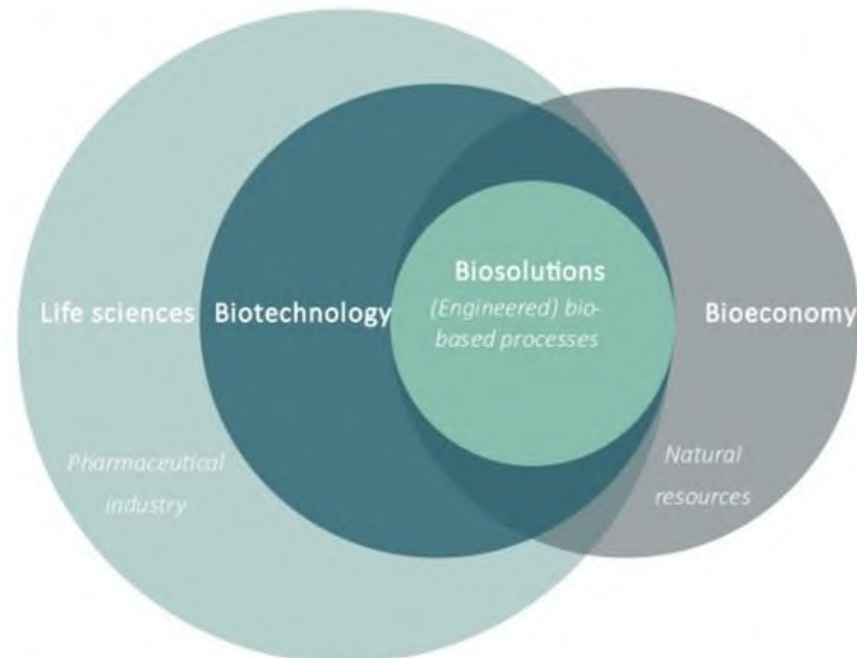 Biosolutions
(Engineered) bio-
based processes
Life sciences
Biotechnology
Bioeconomy
Pharmaceutical
industry
Natural
resources